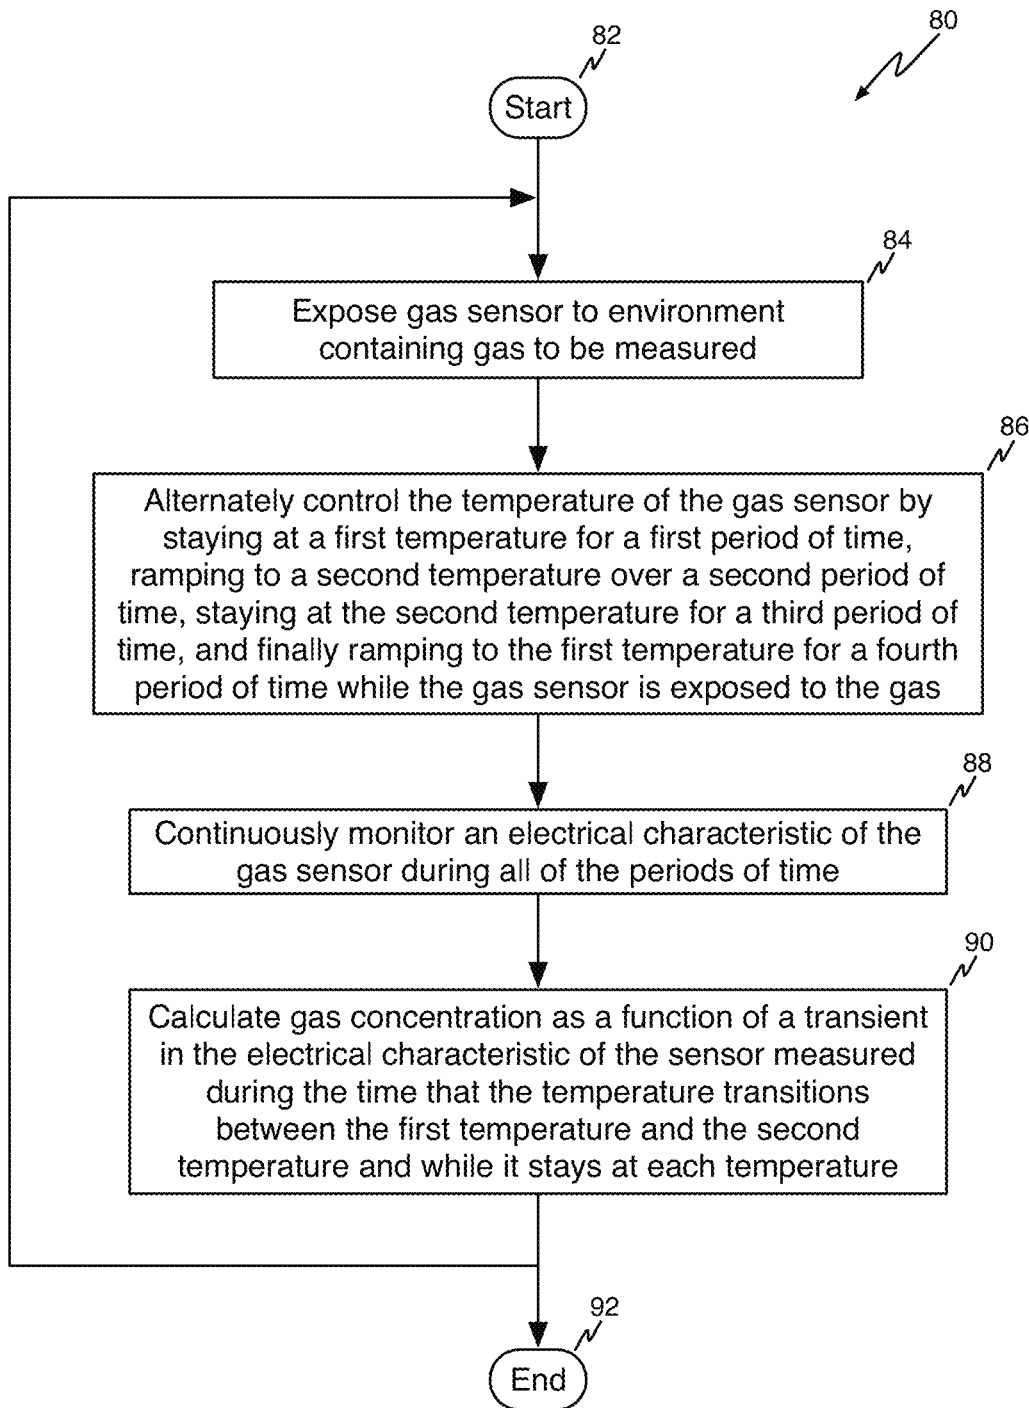 80
82
Start
84
Expose gas sensor to environment
containing gas to be measured
86
Alternately control the temperature of the gas sensor by
staying at a first temperature for a first period of time,
ramping to a second temperature over a second period of
time, staying at the second temperature for a third period of
time, and finally ramping to the first temperature for a fourth
period of time while the gas sensor is exposed to the gas
88
Continuously monitor an electrical characteristic of the
gas sensor during all of the periods of time
90
Calculate gas concentration as a function of a transient
in the electrical characteristic of the sensor measured
during the time that the temperature transitions
between the first temperature and the second
temperature and while it stays at each temperature
92
End